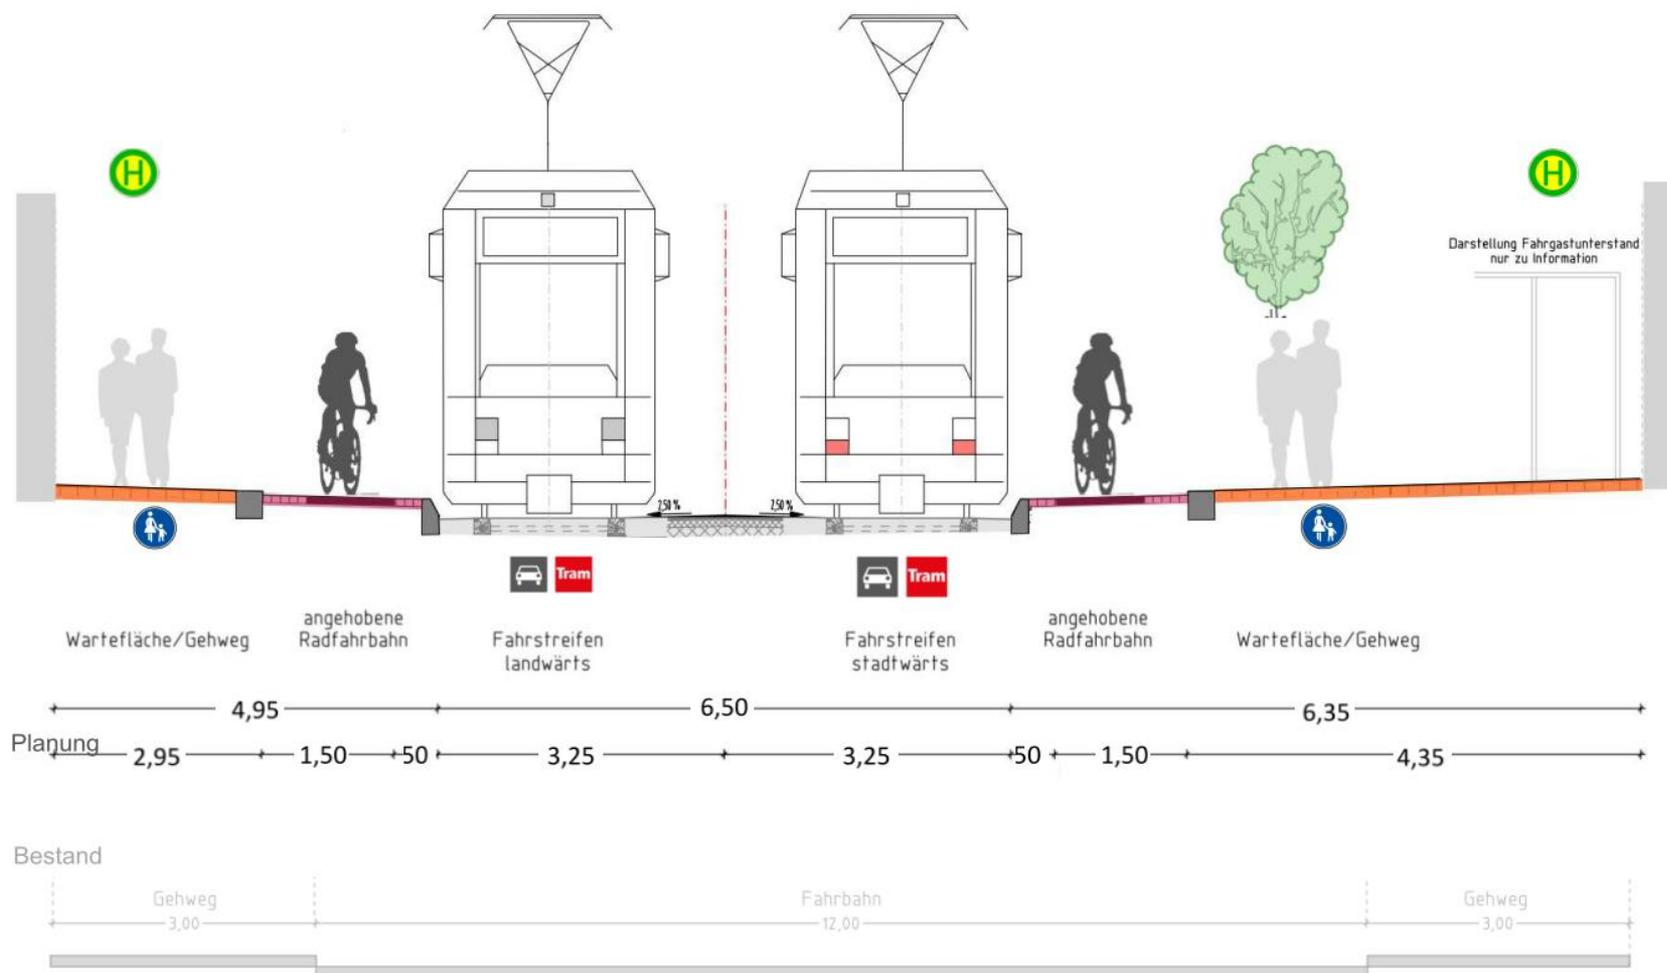 H
H
Darstellung Fahrgastunterstand
nur zu Information
2,50 %
2,50 %
Tram
Tram
Wartefläche/Gehweg
angehobene
Radfahrbahn
Fahrstreifen
landwärts
Fahrstreifen
stadtwärts
angehobene
Radfahrbahn
Wartefläche/Gehweg
4,95
6,50
6,35
Planung
2,95
1,50
50
3,25
3,25
50
1,50
4,35
Bestand
Gehweg
3,00
Fahrbahn
12,00
Gehweg
3,00